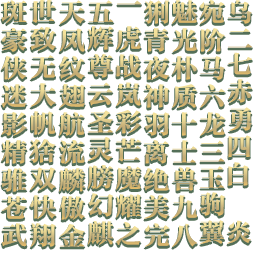 斑世天五一猁魅宛乌
豪致风辉虎青光阶二
侠无纹尊战夜朴马七
迷大翅云岚神质六赤
影帆航圣彩羽十龙勇
精猞流灵芒离士三四
骓双麟膀魔绝兽玉白
苍快傲幻耀美九驹
武翔金麒之完八翼炎